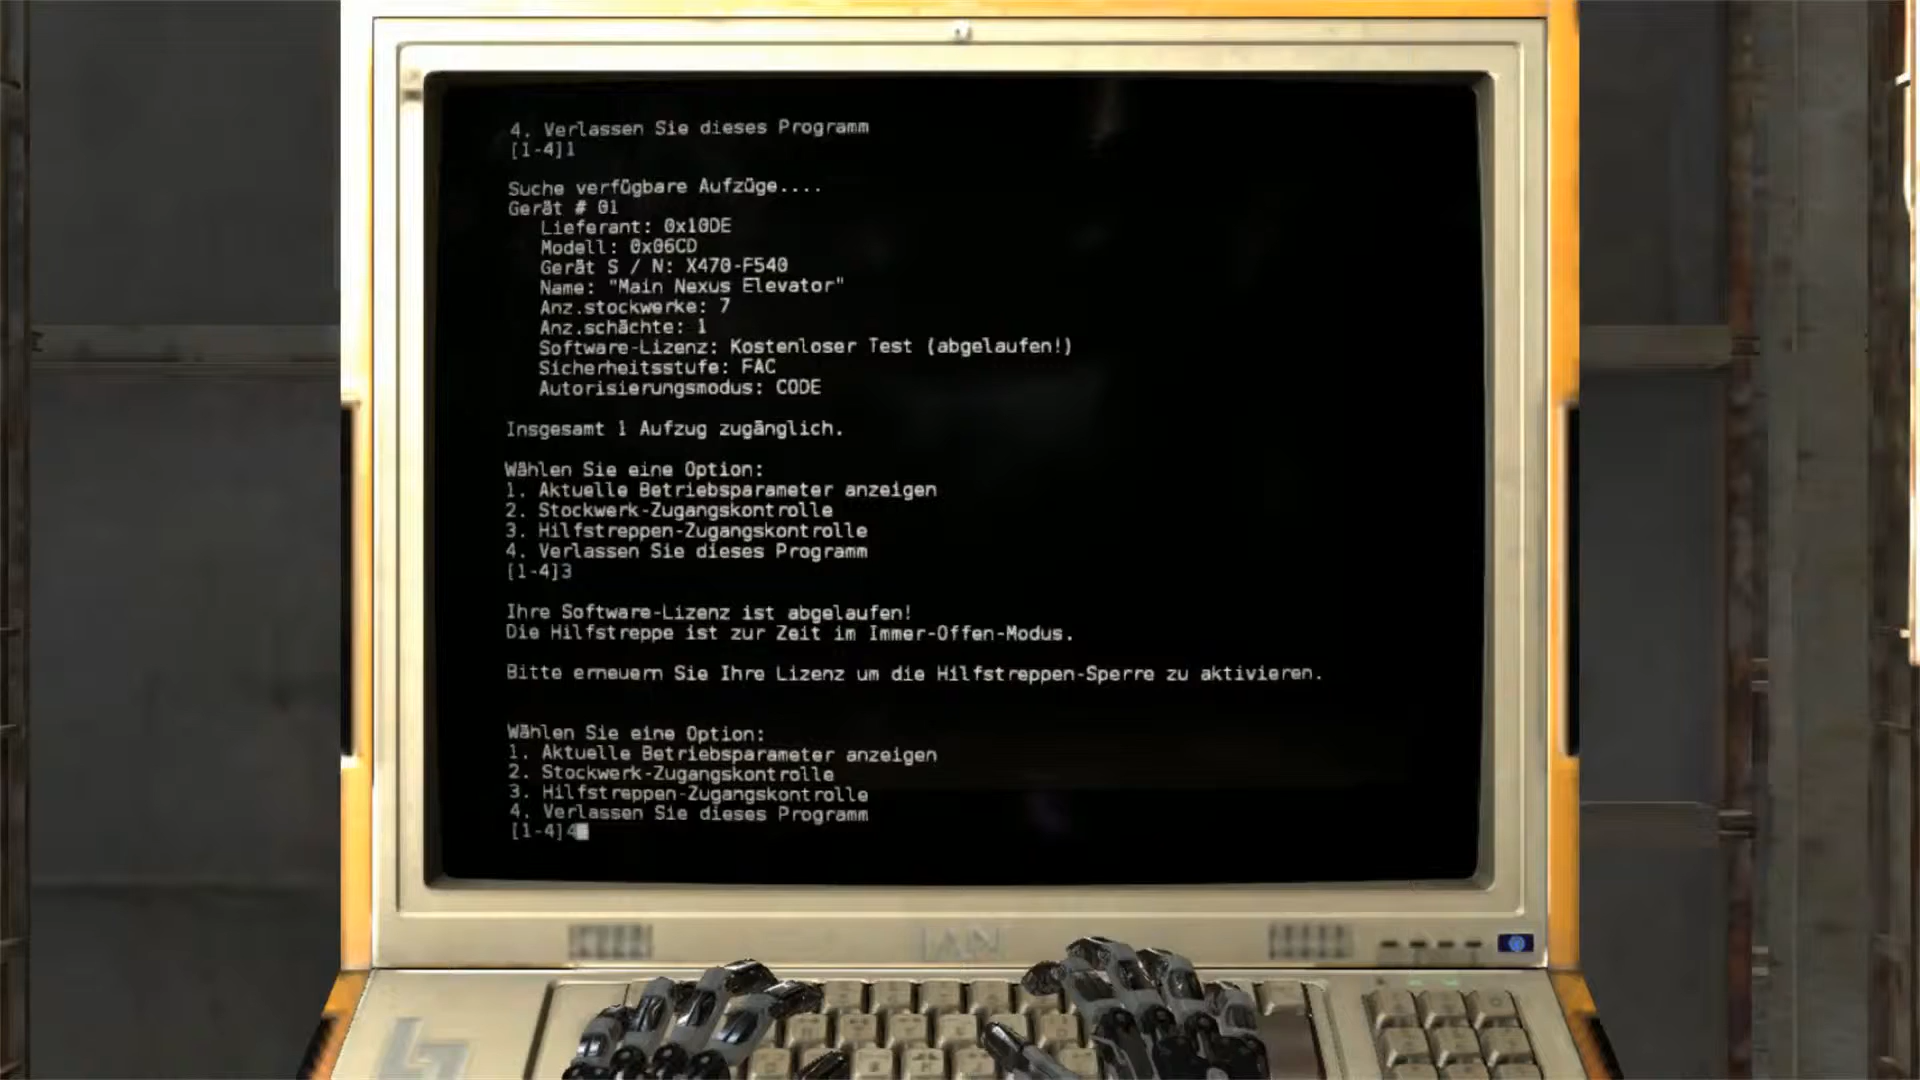 4. Verlassen Sie dieses Programm
[1-4]1
Suche verfügbare Aufzüge....
Gerät # 01
Lieferant: 0x10DE
Modell: 0x06CD
Gerät S / N: X470-F540
Name: "Main Nexus Elevator"
Anz.stockwerke: 7
Anz.schächte: 1
Software-Lizenz: Kostenloser Test (abgelaufen!)
Sicherheitsstufe: FAC
Autorisierungsmodus: CODE
Insgesamt 1 Aufzug zugänglich.
Wählen Sie eine Option:
1. Aktuelle Betriebsparameter anzeigen
2. Stockwerk-Zugangskontrolle
3. Hilfstreppen-Zugangskontrolle
4. Verlassen Sie dieses Programm
[1-4]3
Ihre Software-Lizenz ist abgelaufen!
Die Hilfstreppe ist zur Zeit im Immer-Offen-Modus.
Bitte erneuern Sie Ihre Lizenz um die Hilfstreppen-Sperre zu aktivieren.
Wählen Sie eine Option:
1. Aktuelle Betriebsparameter anzeigen
2. Stockwerk-Zugangskontrolle
3. Hilfstreppen-Zugangskontrolle
4. Verlassen Sie dieses Programm
[1-4]4